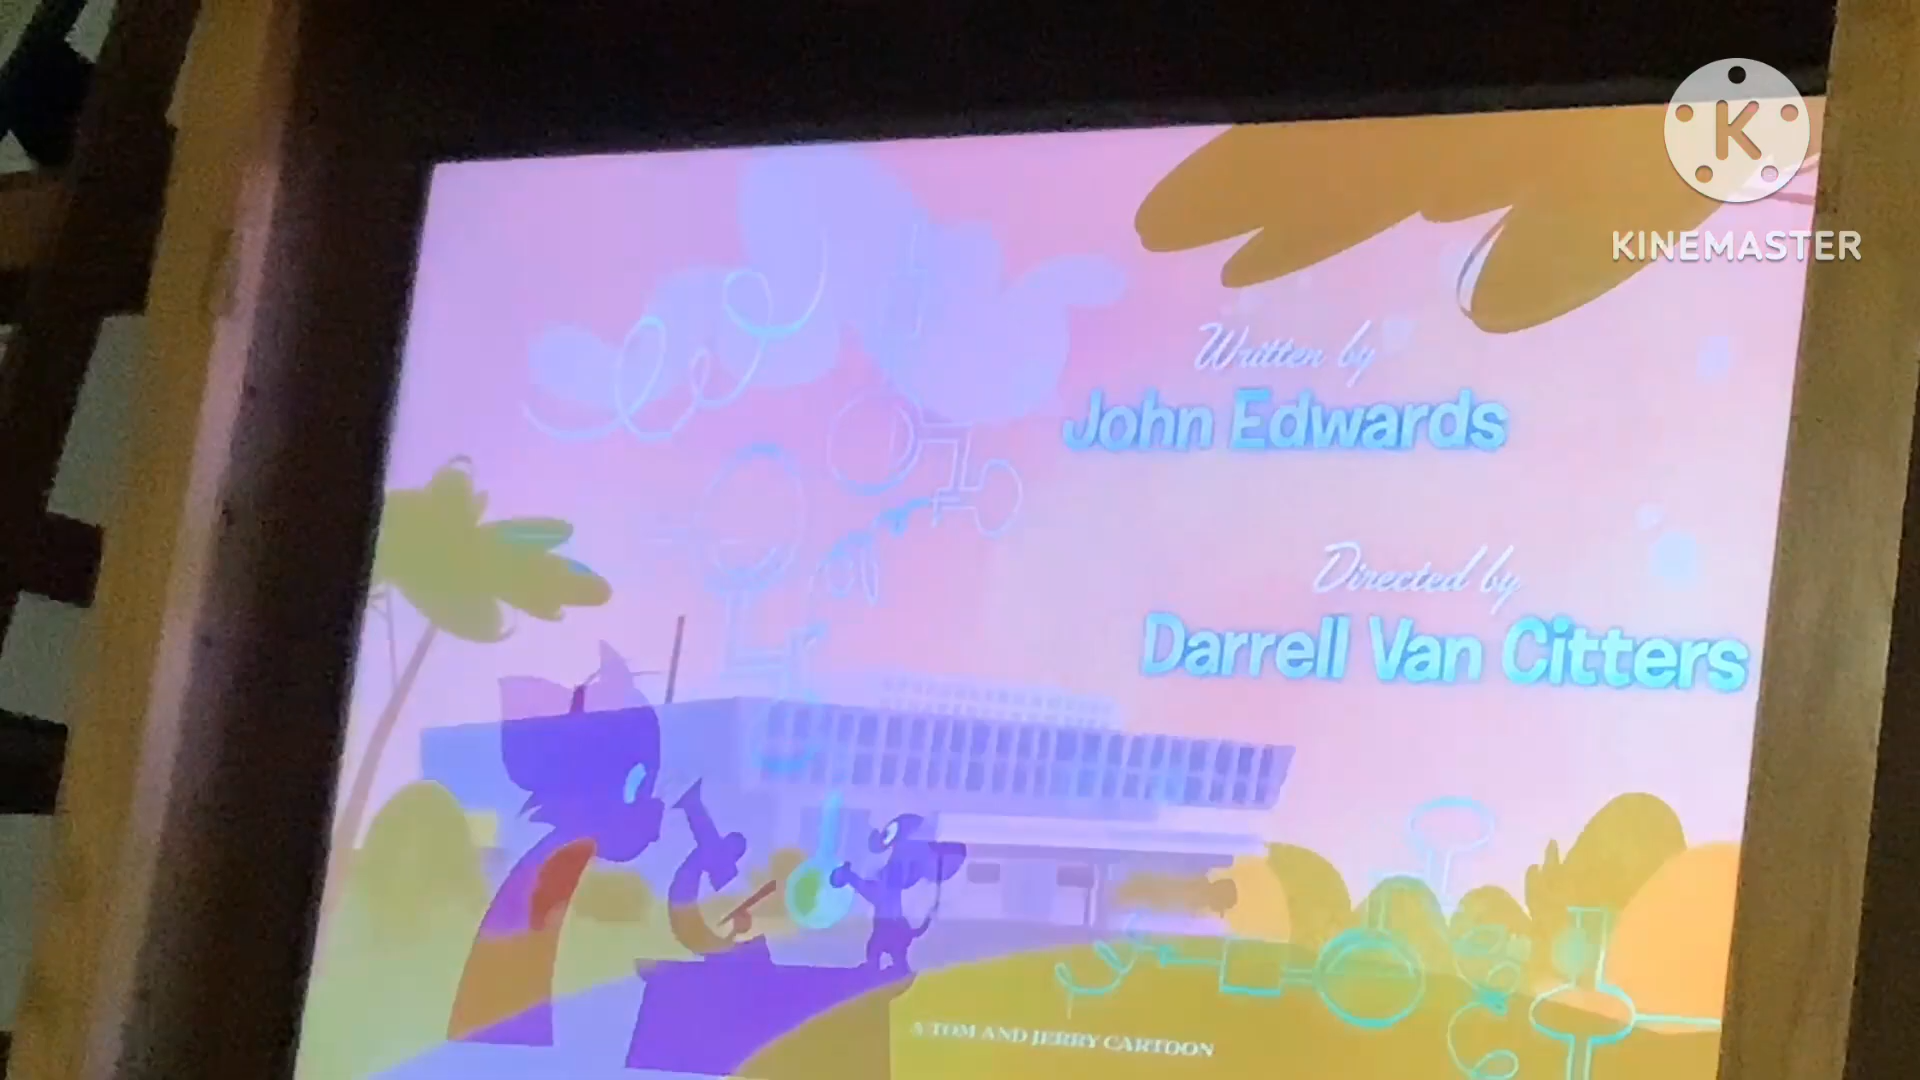 K
KINEMASTER
Written by
John Edwards
Directed by
Darrell Van Citters
A TOM AND JERRY CARTOON